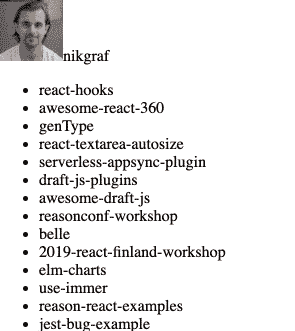 nikgraf
react-hooks
awesome-react-360
genType
react-textarea-autosize
serverless-appsync-plugin
draft-js-plugins
awesome-draft-js
reasonconf-workshop
belle
2019-react-finland-workshop
elm-charts
use-immer
reason-react-examples
jest-bug-example